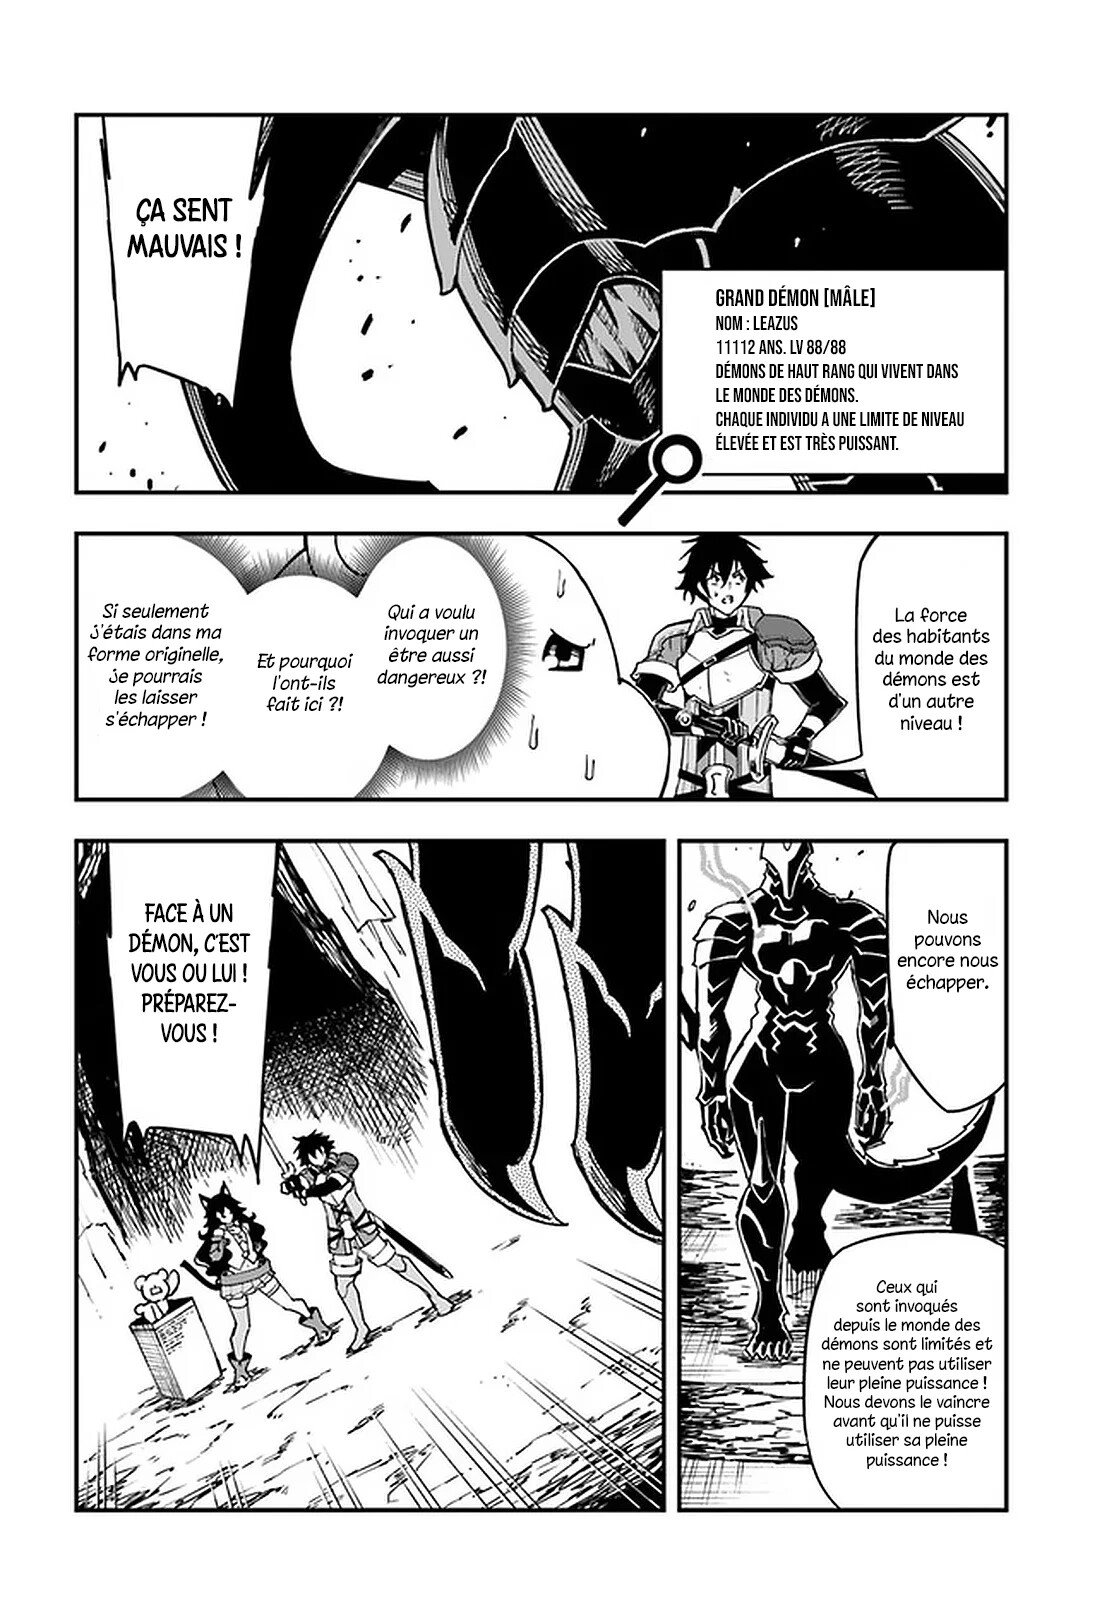 GRAND DÉMON [MÂLE]
NOM : LEAZUS
11112 ANS. LV 88/88
DÉMONS DE HAUT RANG QUI VIVENT DANS
LE MONDE DES DÉMONS.
CHAQUE INDIVIDU A UNE LIMITE DE NIVEAU
ÉLEVÉE ET EST TRÈS PUISSANT.
ÇA SENT
MAUVAIS !
La force
des habitants
du monde des
démons est
d'un autre
niveau !
Qui a voulu
invoquer un
être aussi
dangereux ?!
Et pourquoi
l'ont-ils
fait ici ?!
Si seulement
j'étais dans ma
forme originelle,
je pourrais
les laisser
s'échapper !
Nous
pouvons
encore nous
échapper.
Ceux qui
sont invoqués
depuis le monde des
démons sont limités et
ne peuvent pas utiliser
leur pleine puissance !
Nous devons le vaincre
avant qu'il ne puisse
utiliser sa pleine
puissance !
FACE À UN
DÉMON, C'EST
VOUS OU LUI !
PRÉPAREZ-
VOUS !